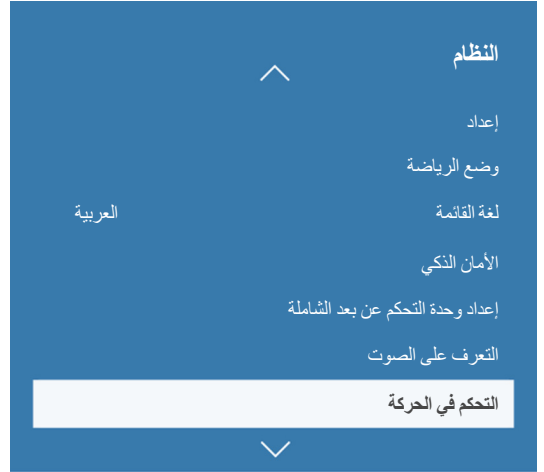 النظام
إعداد
وضع الرياضة
لغة القائمة العربية
الأمان الذكي
إعداد وحدة التحكم عن بعد الشاملة
التعرف على الصوت
التحكم في الحركة